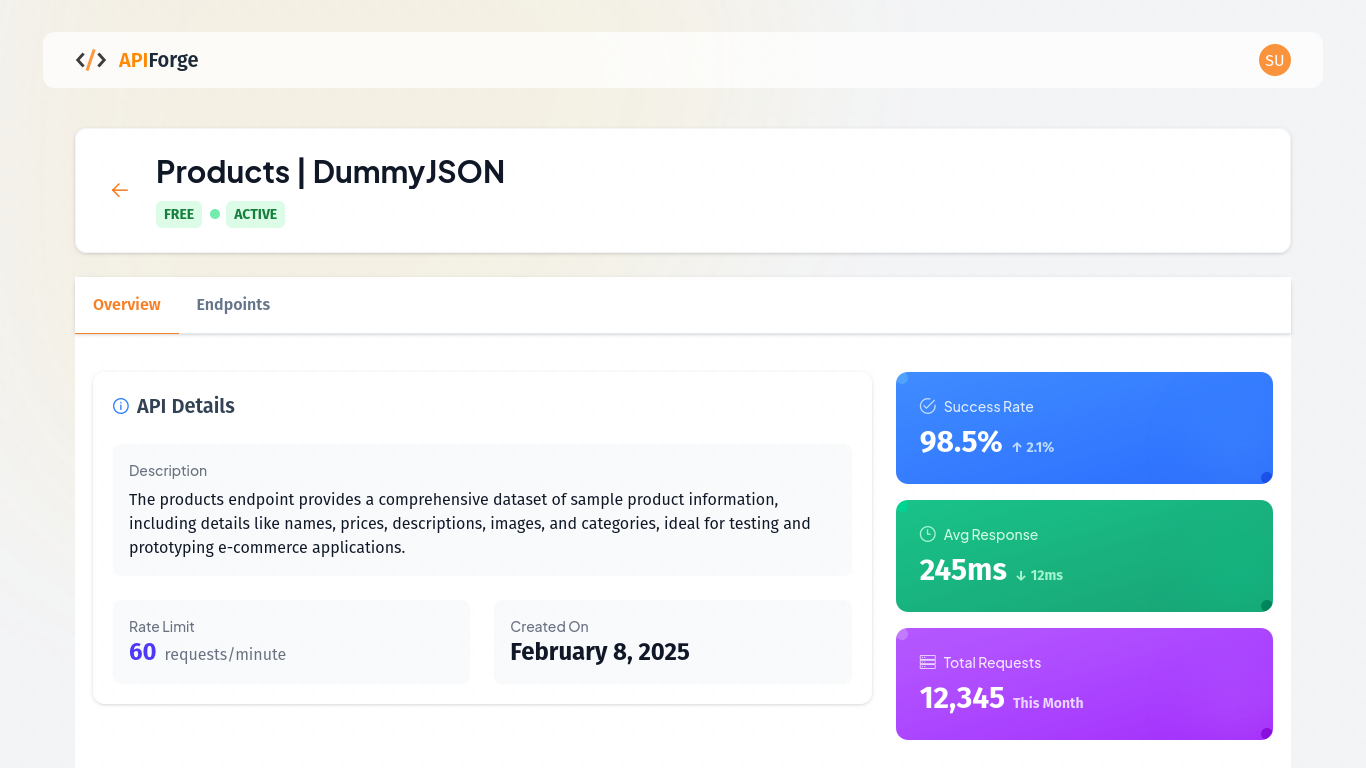 APIForge
SU
Products | DummyJSON
FREE ACTIVE
Overview Endpoints
API Details
Description
The products endpoint provides a comprehensive dataset of sample product information,
including details like names, prices, descriptions, images, and categories, ideal for testing and
prototyping e-commerce applications.
Rate Limit
60 requests/minute
Created On
February 8, 2025
Success Rate
98.5% ↑ 2.1%
Avg Response
245ms ↓ 12ms
Total Requests
12,345 This Month